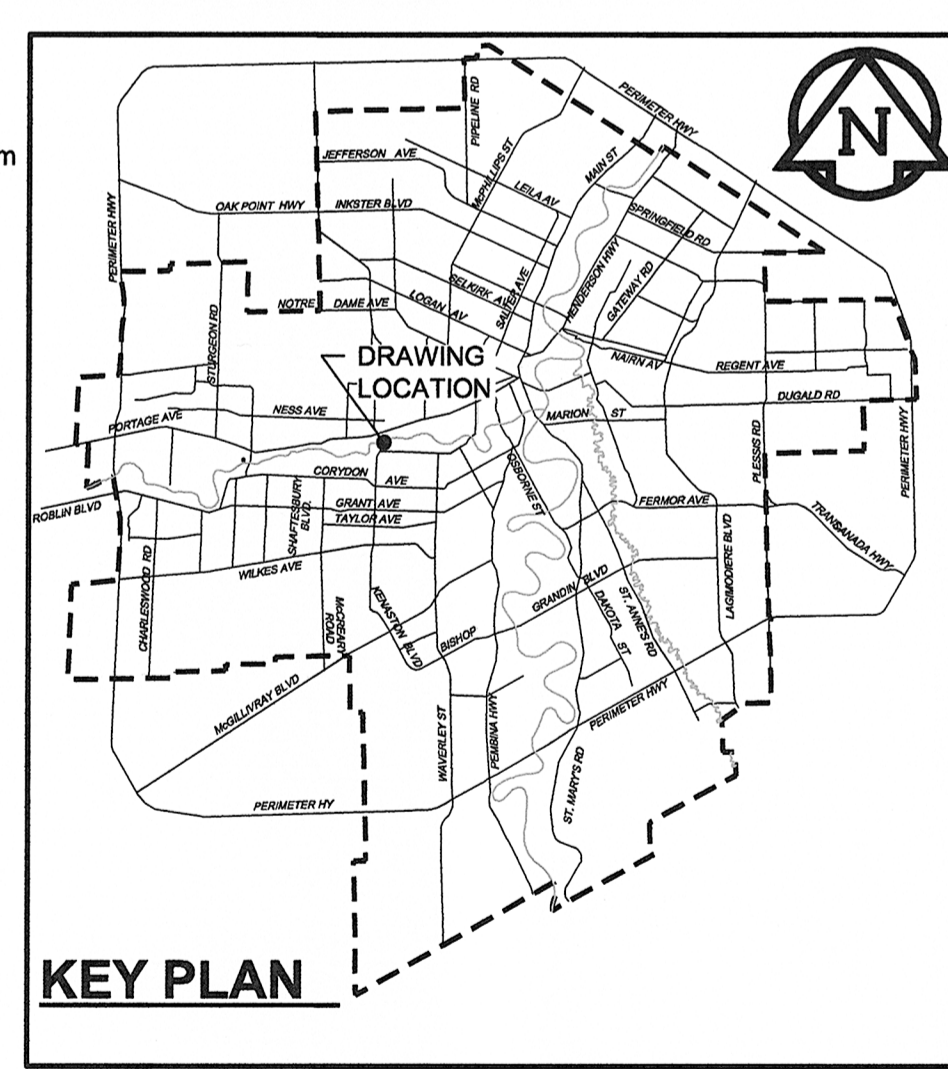 m
N
PERIMETER HWY
PIPELINE RD
McPHILLIPS ST
MAIN ST
JEFFERSON AVE
LEILA AV
OAK POINT HWY
INKSTER BLVD
SPRINGFIELD RD
PERIMETER HWY
HENDERSON HWY
GATEWAY RD
SELKIRK AV
SALTER AVE
LOGAN AV
NOTRE DAME AVE
STURGEON RD
DRAWING
LOCATION
NAIRN AV
REGENT AVE
DUGALD RD
NESS AVE
MARION ST
PORTAGE AVE
PLESSIS RD
PERIMETER HWY
CORYDON AVE
OSBORNE ST
ROBLIN BLVD
SHAFTESBURY
BLVD.
GRANT AVE
TAYLOR AVE
FERMOR AVE
TRANSANADA HWY
LAGIMODIERE BLVD
CHARLESWOOD RD
WILKES AVE
KENASTON BLVD
McCREARY
ROAD
BISHOP GRANDIN BLVD
DAKOTA ST
ST. ANNE'S RD
McGILLIVRAY BLVD
WAVERLEY ST
PEMBINA HWY
PERIMETER HWY
ST. MARY'S RD
PERIMETER HY
KEY PLAN